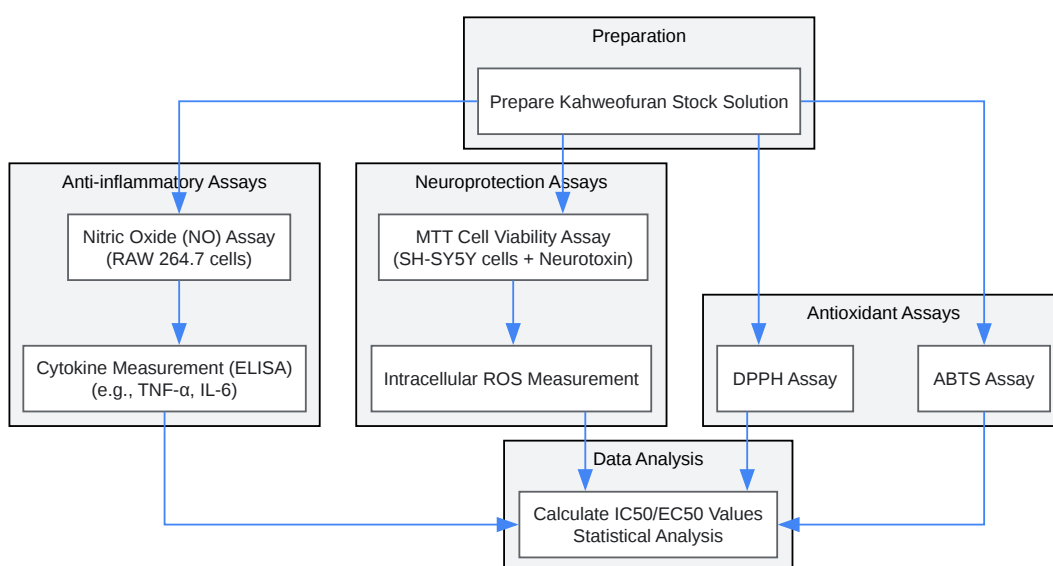 Preparation
Prepare Kahweofuran Stock Solution
Anti-inflammatory Assays
Nitric Oxide (NO) Assay
(RAW 264.7 cells)
Cytokine Measurement (ELISA)
(e.g., TNF-α, IL-6)
Neuroprotection Assays
MTT Cell Viability Assay
(SH-SY5Y cells + Neurotoxin)
Intracellular ROS Measurement
Antioxidant Assays
DPPH Assay
ABTS Assay
Data Analysis
Calculate IC50/EC50 Values
Statistical Analysis